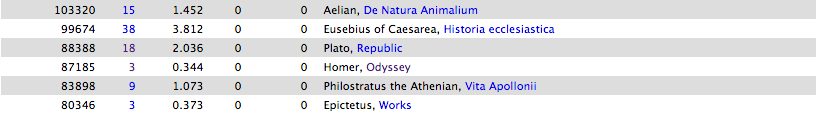 103320 15 1.452 0 0 Aelian, De Natura Animalium
99674 38 3.812 0 0 Eusebius of Caesarea, Historia ecclesiastica
88388 18 2.036 0 0 Plato, Republic
87185 3 0.344 0 0 Homer, Odyssey
83898 9 1.073 0 0 Philostratus the Athenian, Vita Apollonii
80346 3 0.373 0 0 Epictetus, Works